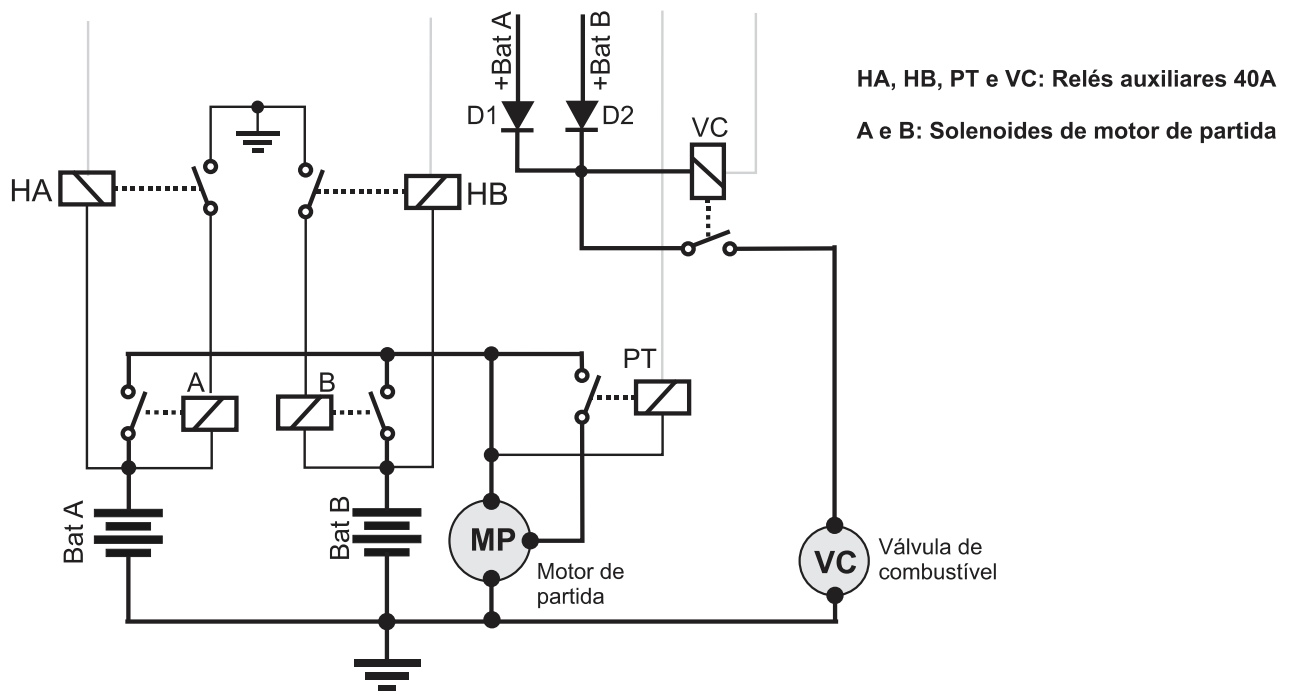 +Bat A
+Bat B
HA, HB, PT e VC: Relés auxiliares 40A
D1
D2
VC
A e B: Solenoides de motor de partida
HA
HB
PT
A
B
Bat A
Bat B
MP
Motor de
partida
VC
Válvula de
combustível